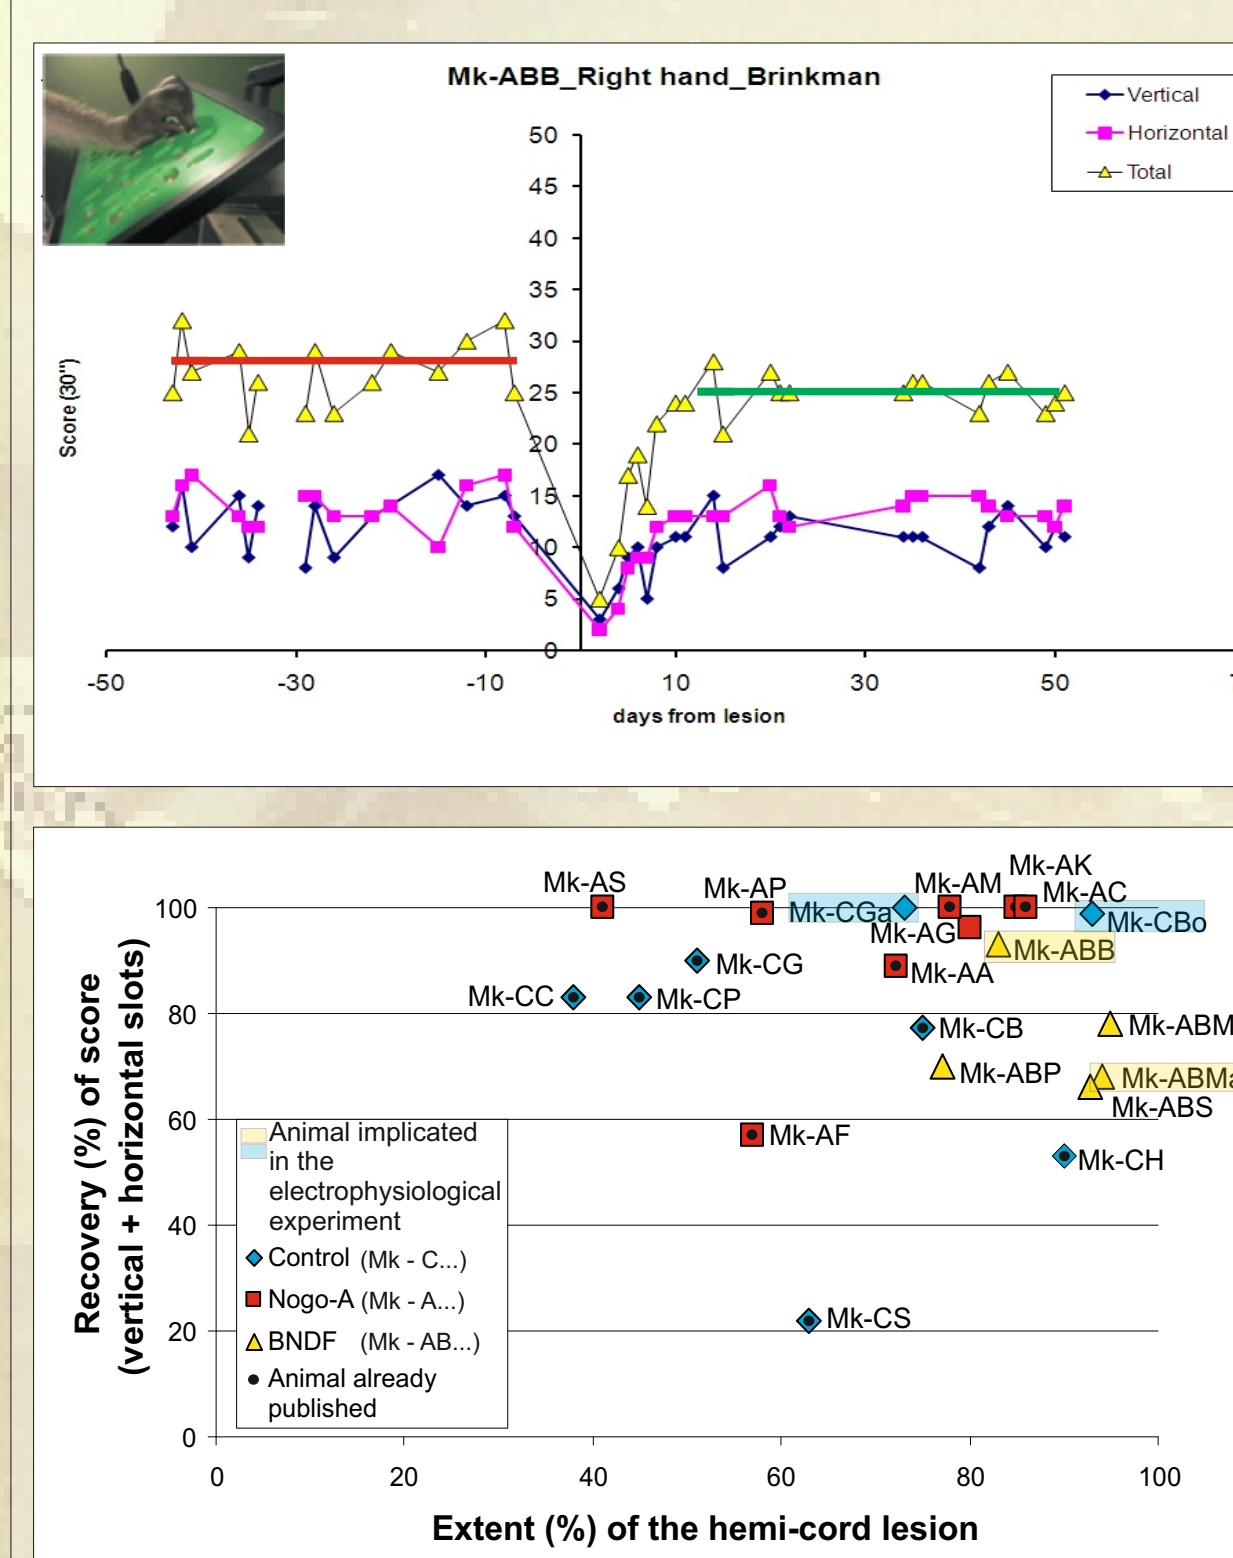 Mk-ABB_Right hand_Brinkman
Vertical
Horizontal
Total
50
45
40
35
30
25
20
15
10
5
0
Score (30'')
-50
-30
-10
10
30
50
days from lesion
Mk-AK
Mk-AS
Mk-AP
Mk-AM
Mk-AC
Mk-CGa
Mk-CBo
Mk-AG
Mk-ABB
Mk-CG
Mk-AA
Mk-CC
Mk-CP
Mk-CB
Mk-ABM
Mk-ABP
Mk-ABMa
Mk-ABS
Mk-AF
Mk-CH
Mk-CS
100
80
60
40
20
0
Recovery (%) of score
(vertical + horizontal slots)
Animal implicated
in the
electrophysiological
experiment
Control (Mk - C...)
Nogo-A (Mk - A...)
BNDF (Mk - AB...)
Animal already
published
0
20
40
60
80
100
Extent (%) of the hemi-cord lesion